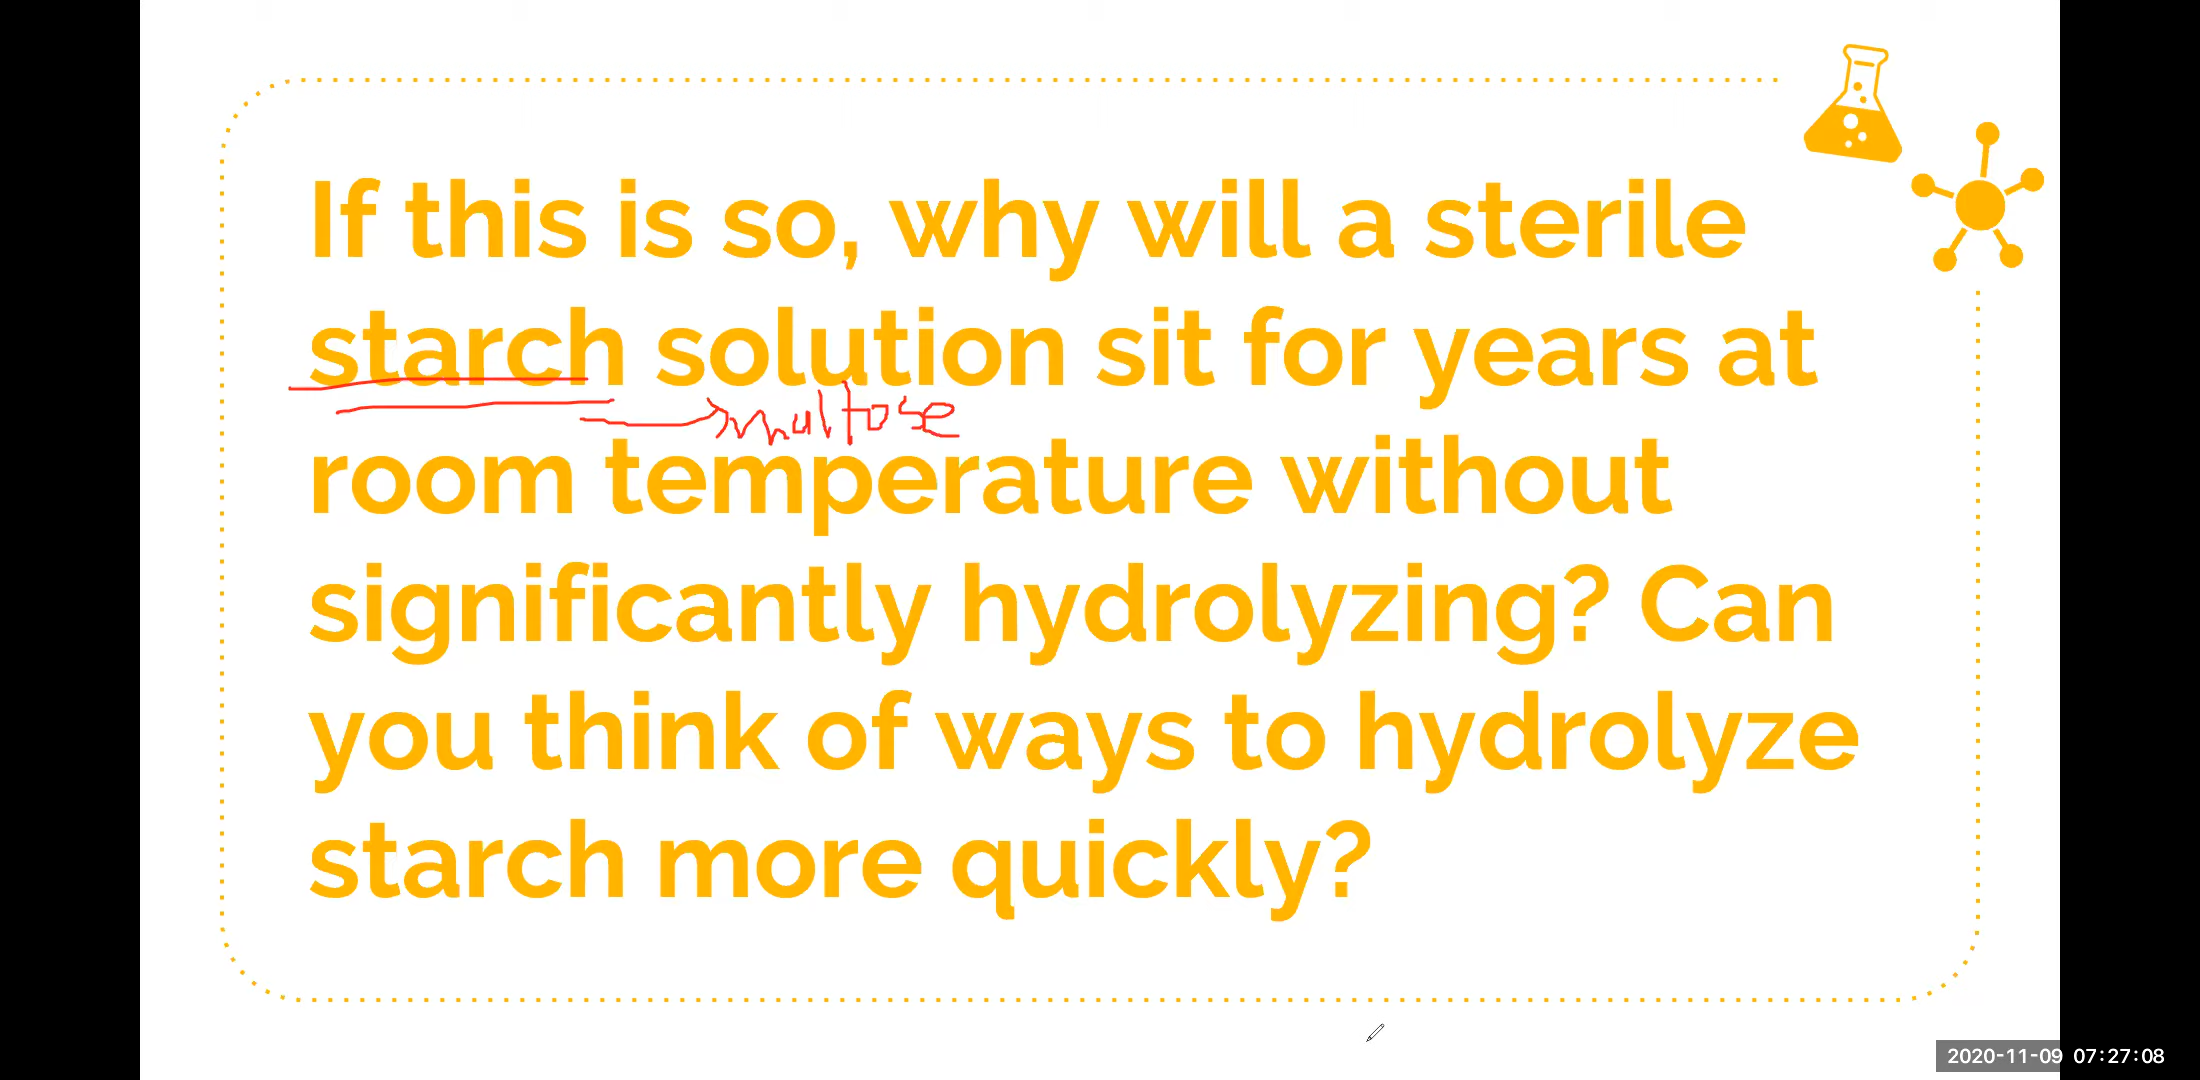 If this is so, why will a sterile
starch solution sit for years at
maltose
room temperature without
significantly hydrolyzing? Can
you think of ways to hydrolyze
starch more quickly?
2020-11-09 07:27:08